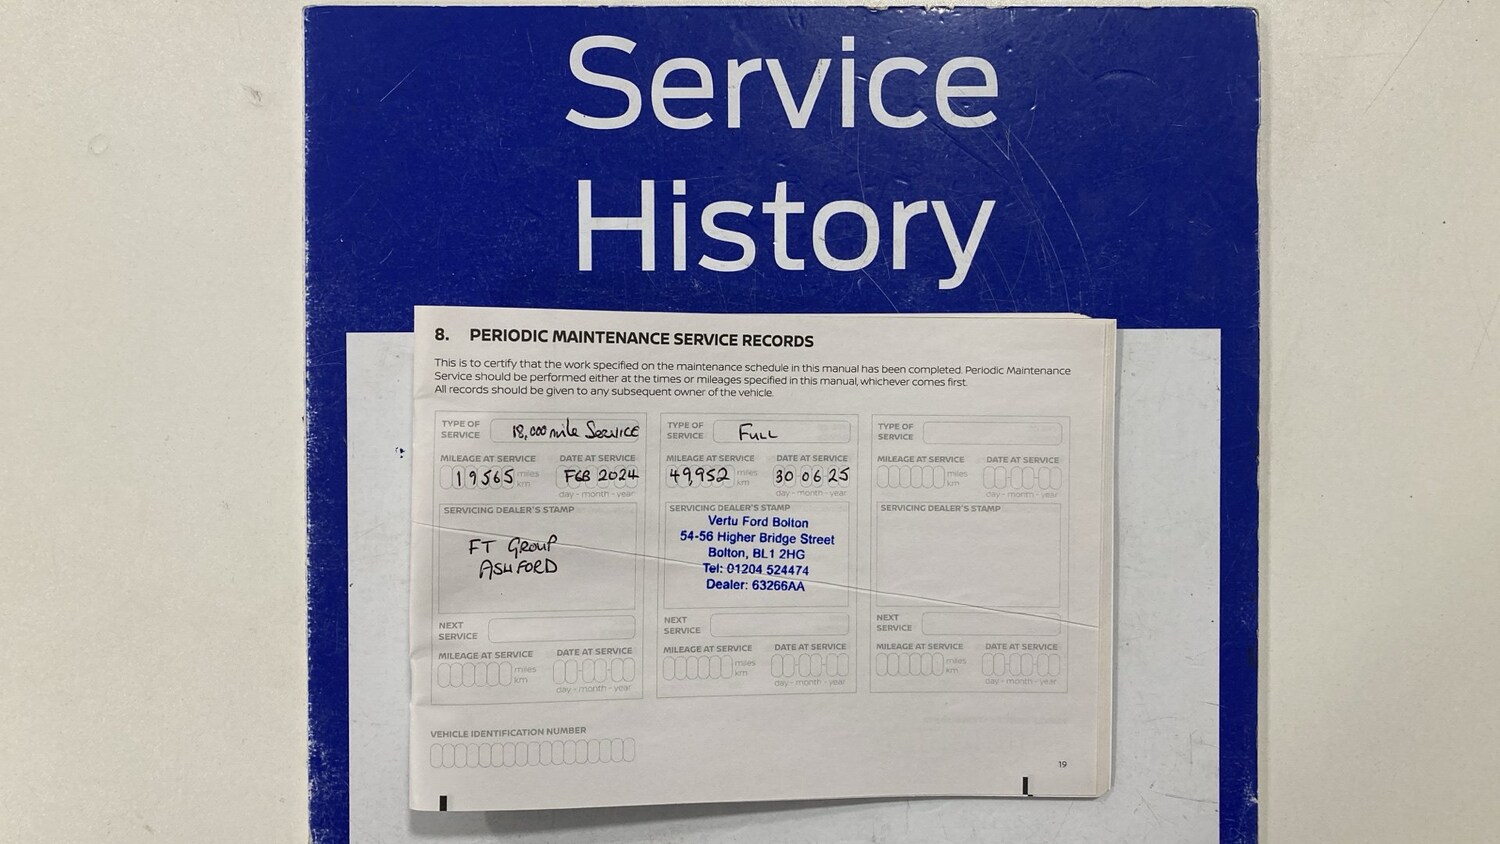 Service
History
8. PERIODIC MAINTENANCE SERVICE RECORDS
This is to certify that the work specified on the maintenance schedule in this manual has been completed. Periodic Maintenance
Service should be performed either at the times or mileages specified in this manual, whichever comes first.
All records should be given to any subsequent owner of the vehicle.
TYPE OF SERVICE 18,000 mile Service
MILEAGE AT SERVICE DATE AT SERVICE
19565 miles km FEB 2024
day - month - year
SERVICING DEALER'S STAMP
FT GROUP
ASHFORD
NEXT SERVICE
MILEAGE AT SERVICE DATE AT SERVICE
miles km
day - month - year
TYPE OF SERVICE FULL
MILEAGE AT SERVICE DATE AT SERVICE
49,952 miles km 30 06 25
day - month - year
SERVICING DEALER'S STAMP
Vertu Ford Bolton
54-56 Higher Bridge Street
Bolton, BL1 2HG
Tel: 01204 524474
Dealer: 63266AA
NEXT SERVICE
MILEAGE AT SERVICE DATE AT SERVICE
miles km
day - month - year
TYPE OF SERVICE
MILEAGE AT SERVICE DATE AT SERVICE
miles km
day - month - year
SERVICING DEALER'S STAMP
NEXT SERVICE
MILEAGE AT SERVICE DATE AT SERVICE
miles km
day - month - year
VEHICLE IDENTIFICATION NUMBER
19